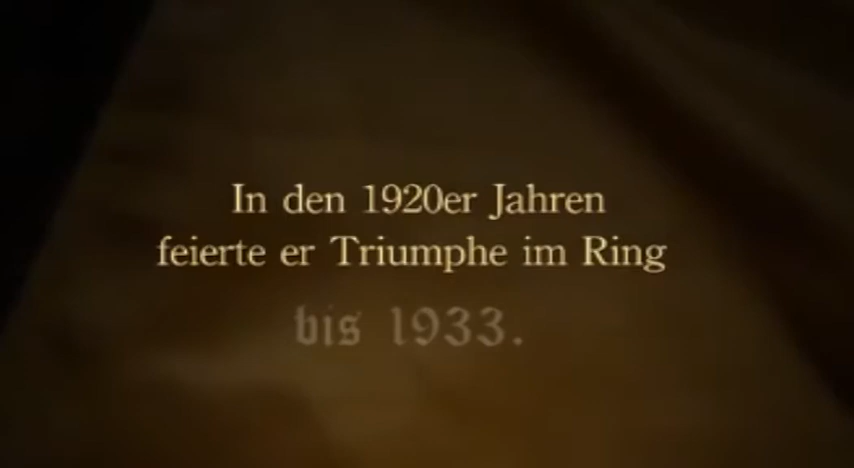 In den 1920er Jahren
feierte er Triumphe im Ring
bis 1933.